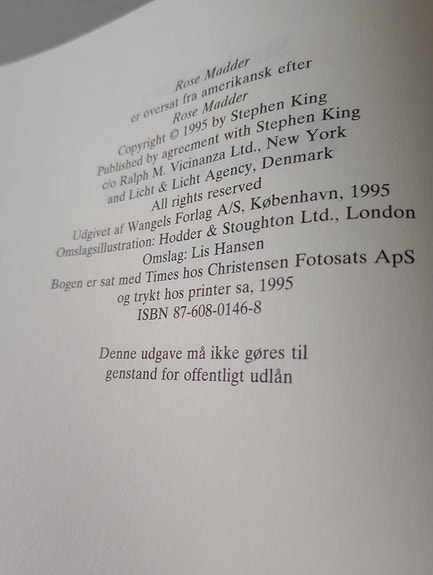 Rose Madder
er oversat fra amerikansk efter
Rose Madder
Copyright © 1995 by Stephen King
Published by agreement with Stephen King
c/o Ralph M. Vicinanza Ltd., New York
and Licht & Licht Agency, Denmark
All rights reserved
Udgivet af Wangels Forlag A/S, København, 1995
Omslagsillustration: Hodder & Stoughton Ltd., London
Omslag: Lis Hansen
Bogen er sat med Times hos Christensen Fotosats ApS
og trykt hos printer sa, 1995
ISBN 87-608-0146-8
Denne udgave må ikke gøres til
genstand for offentligt udlån